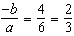 -b/a = 4/6 = 2/3